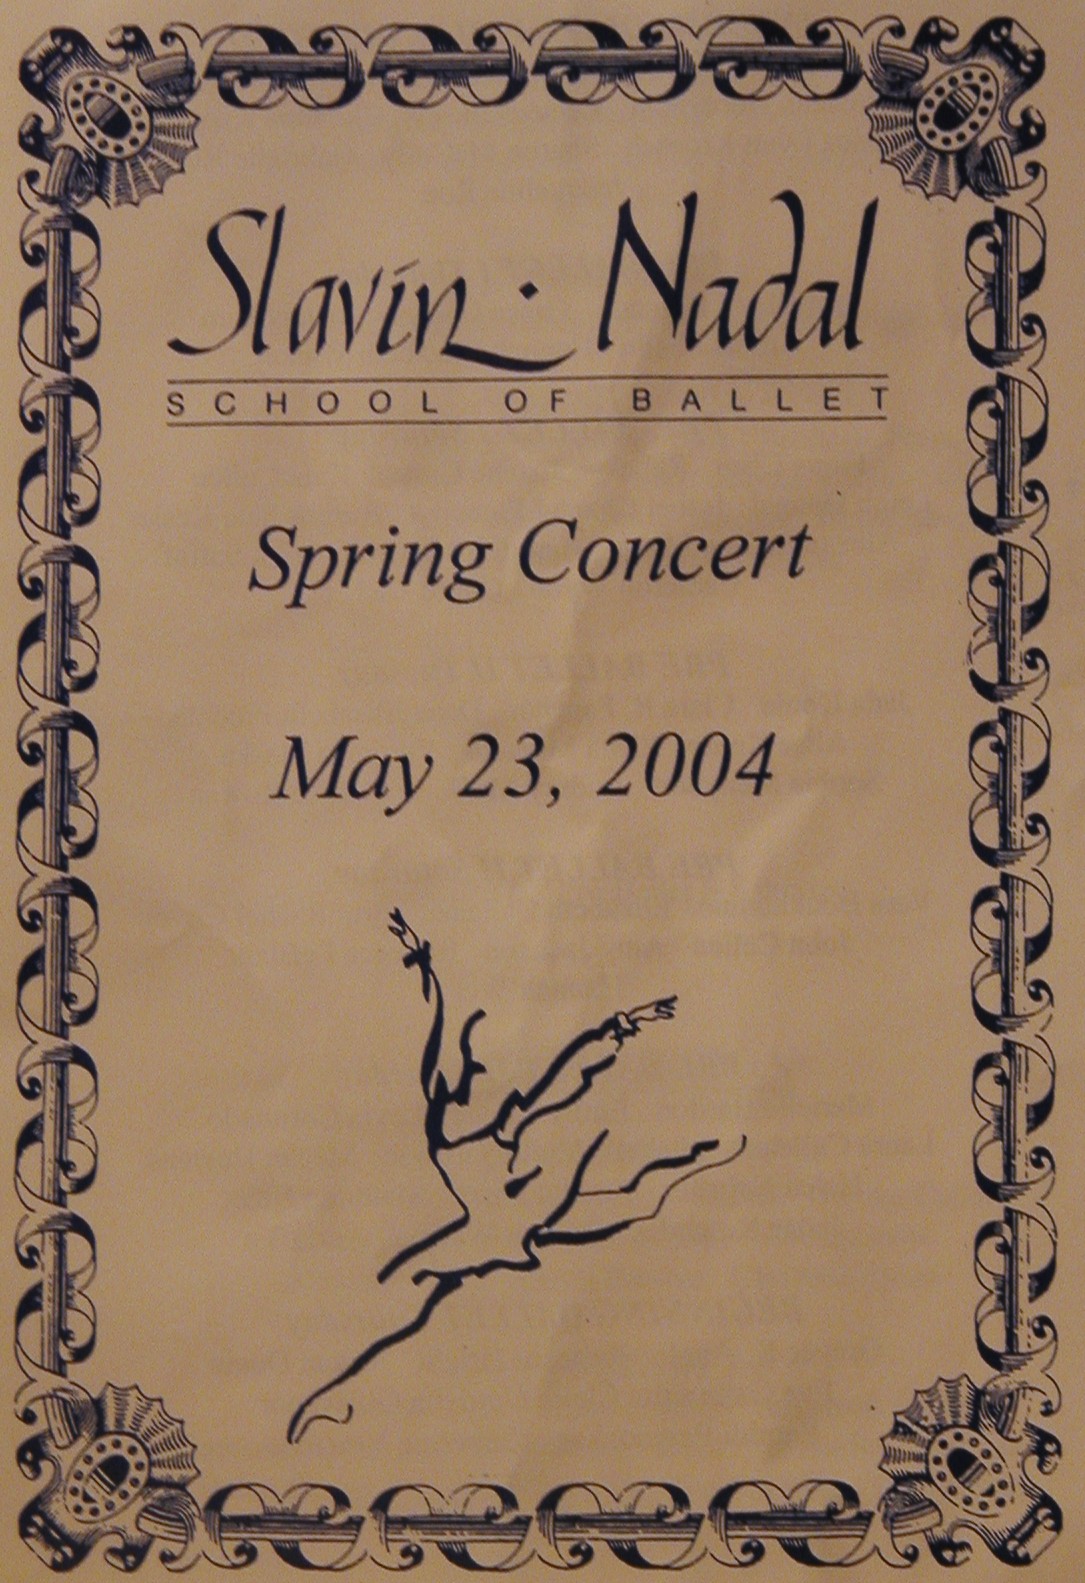 Slavin · Nadal
SCHOOL OF BALLET
Spring Concert
May 23, 2004